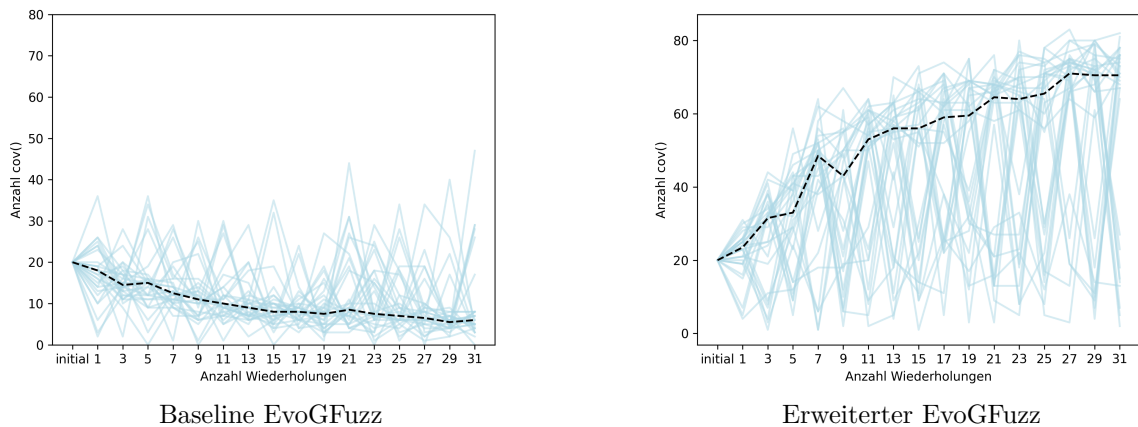 80
70
60
50
40
30
20
10
0
Anzahl cov()
initial 1 3 5 7 9 11 13 15 17 19 21 23 25 27 29 31
Anzahl Wiederholungen
Baseline EvoGFuzz
80
60
40
20
0
Anzahl cov()
initial 1 3 5 7 9 11 13 15 17 19 21 23 25 27 29 31
Anzahl Wiederholungen
Erweiterter EvoGFuzz